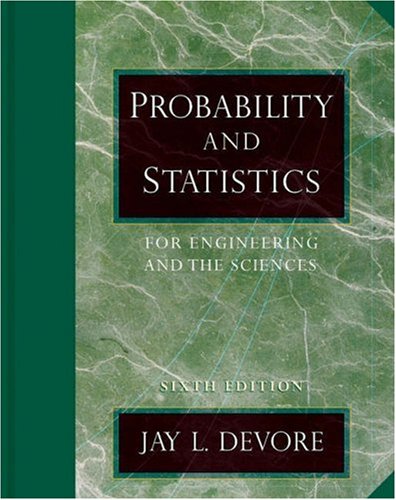 PROBABILITY
AND
STATISTICS
FOR ENGINEERING
AND THE SCIENCES
SIXTH EDITION
JAY L. DEVORE